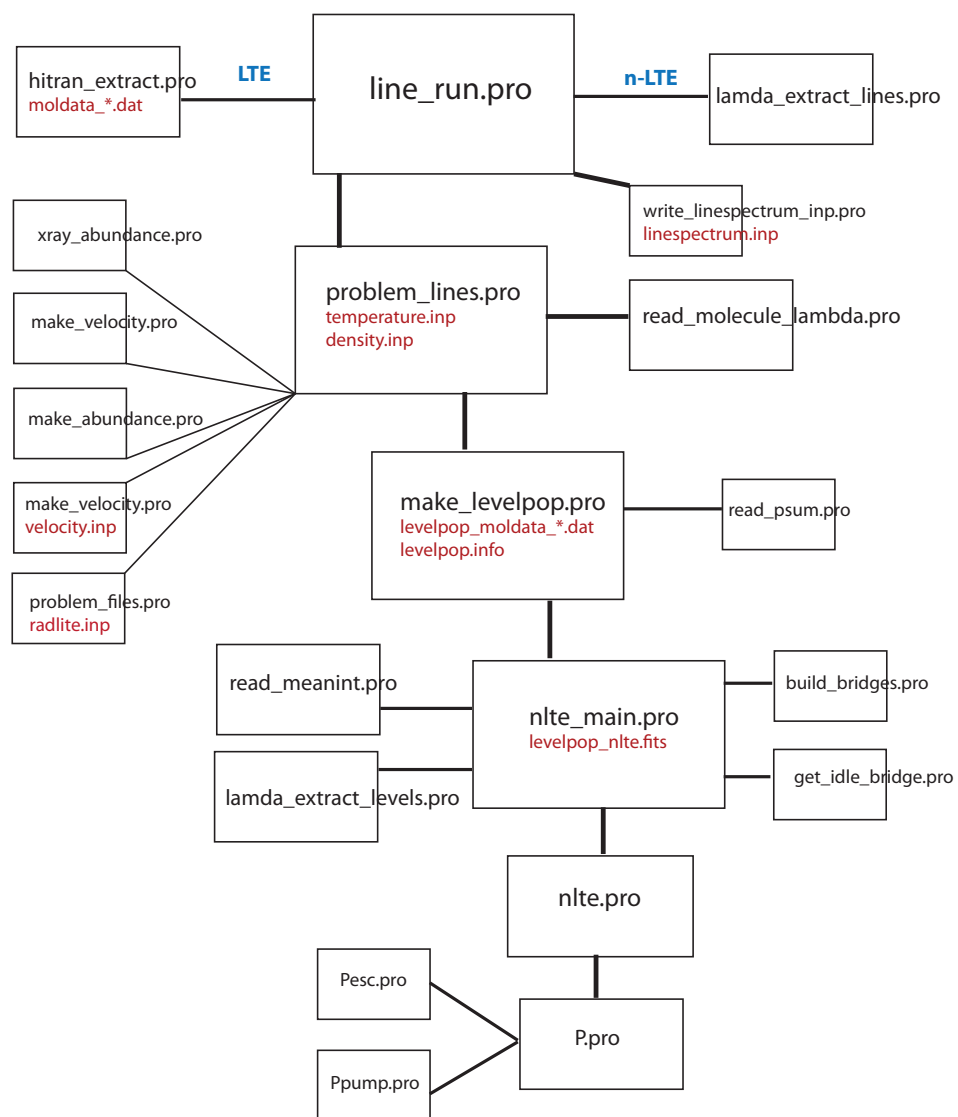 line_run.pro
LTE
n-LTE
hitran_extract.pro
moldata_*.dat
lamda_extract_lines.pro
write_linespectrum_inp.pro
linespectrum.inp
xray_abundance.pro
make_velocity.pro
make_abundance.pro
make_velocity.pro
velocity.inp
problem_files.pro
radlite.inp
problem_lines.pro
temperature.inp
density.inp
read_molecule_lambda.pro
make_levelpop.pro
levelpop_moldata_*.dat
levelpop.info
read_psum.pro
read_meanint.pro
lamda_extract_levels.pro
nlte_main.pro
levelpop_nlte.fits
build_bridges.pro
get_idle_bridge.pro
nlte.pro
Pesc.pro
Ppump.pro
P.pro